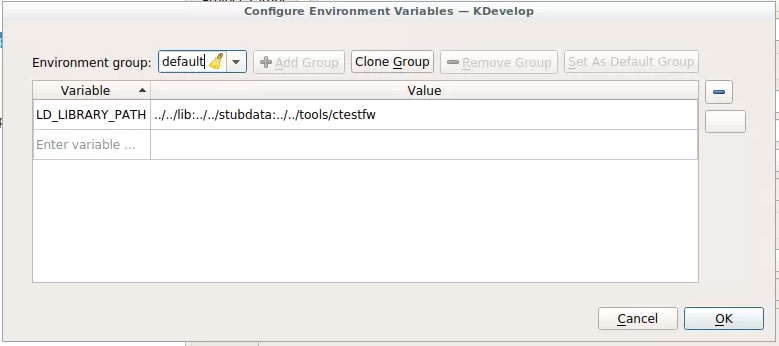 Configure Environment Variables — KDevelop
Environment group: default Add Group Clone Group Remove Group Set As Default Group
Variable Value
LD_LIBRARY_PATH ../../lib:../../stubdata:../../tools/ctestfw
Enter variable ...
Cancel OK